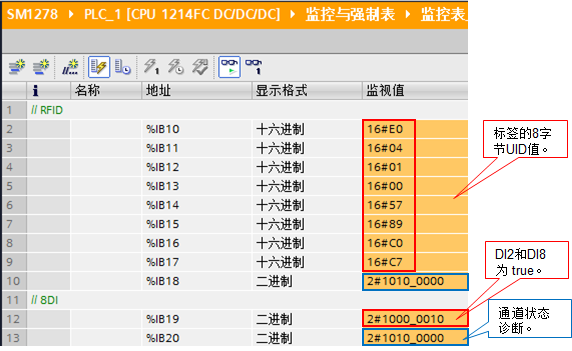 SM1278 ▸ PLC_1 [CPU 1214FC DC/DC/DC] ▸ 监控与强制表 ▸ 监控表_
i 名称 地址 显示格式 监视值
1 // RFID
2 %IB10 十六进制 16#E0
3 %IB11 十六进制 16#04
4 %IB12 十六进制 16#01
5 %IB13 十六进制 16#00
6 %IB14 十六进制 16#57
7 %IB15 十六进制 16#89
8 %IB16 十六进制 16#C0
9 %IB17 十六进制 16#C7
10 %IB18 二进制 2#1010_0000
11 // 8DI
12 %IB19 二进制 2#1000_0010
13 %IB20 二进制 2#1010_0000
标签的8字
节UID值。
DI2和DI8
为 true。
通道状态
诊断。